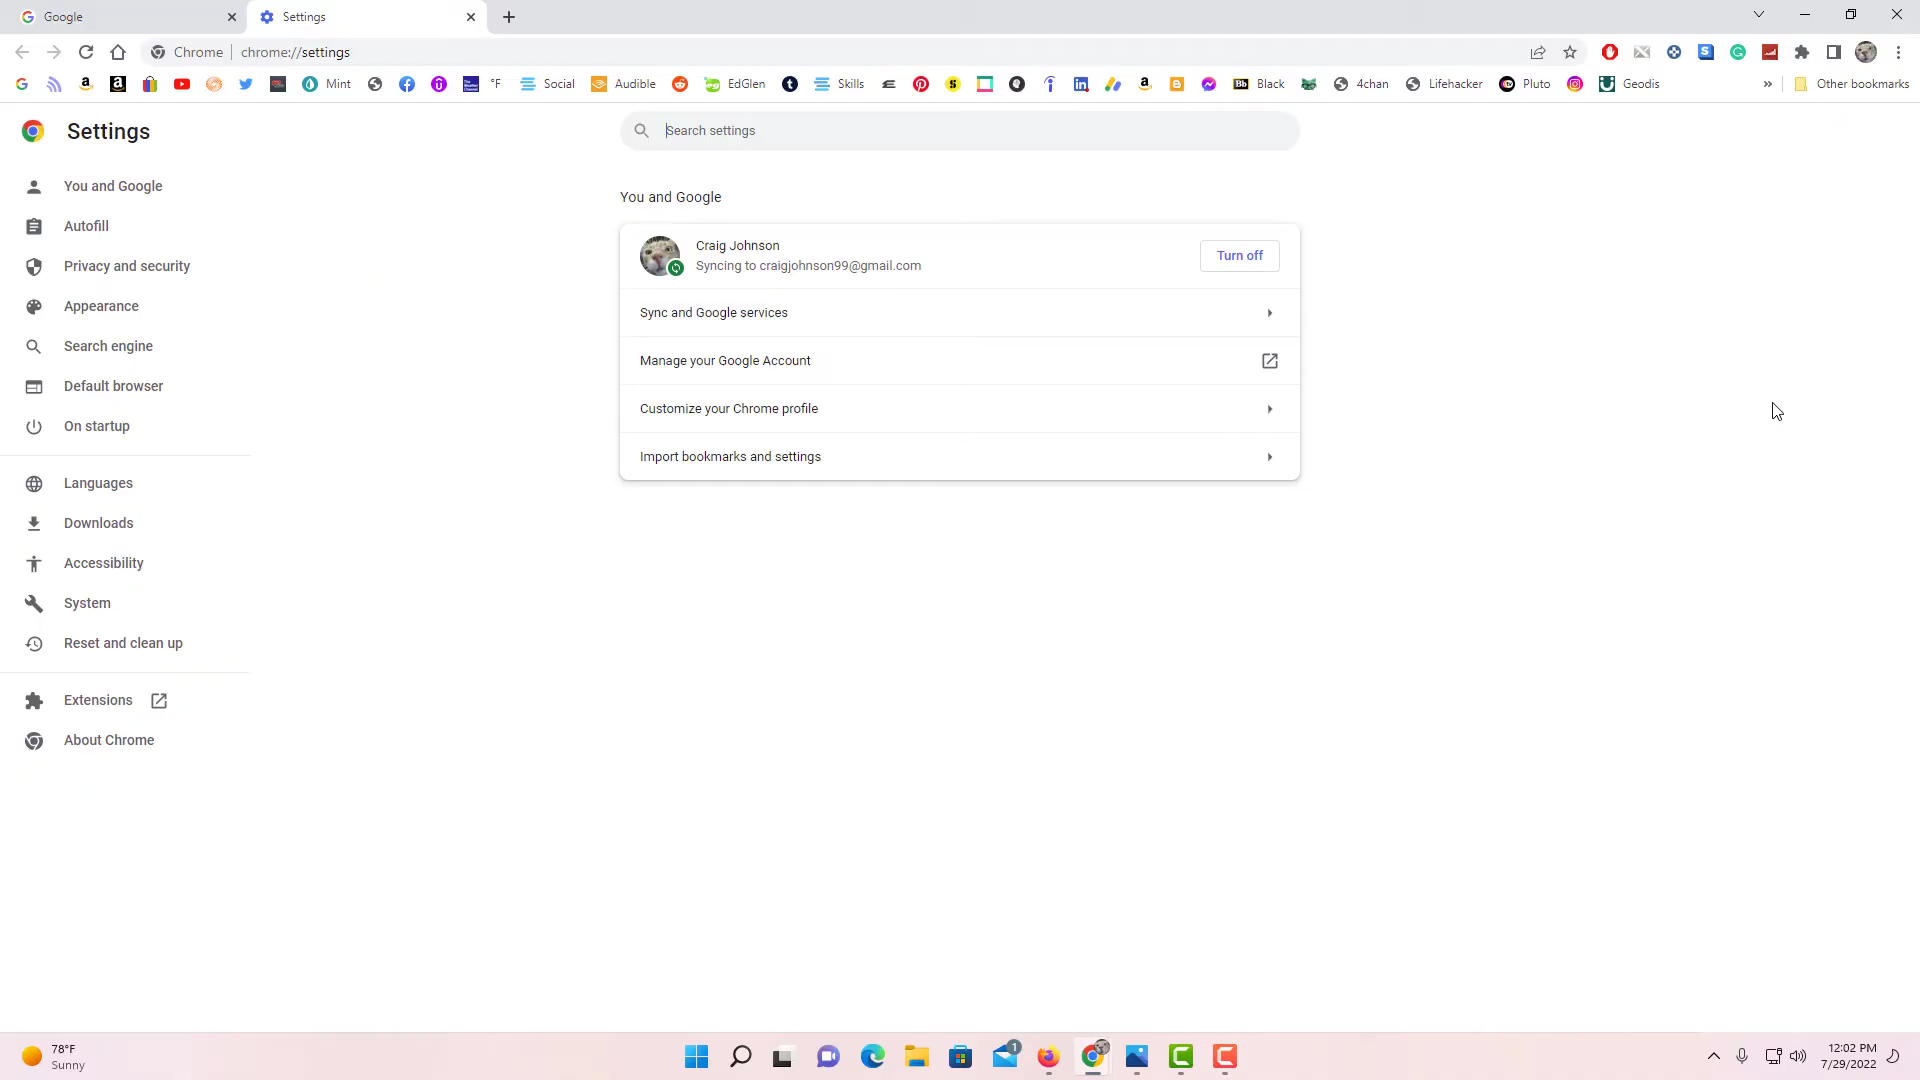 Google
Settings
Chrome
chrome://settings
Mint
°F
Social
Audible
EdGlen
Skills
Black
4chan
Lifehacker
Pluto
Geodis
»
Other bookmarks
Settings
Search settings
You and Google
Autofill
Privacy and security
Appearance
Search engine
Default browser
On startup
Languages
Downloads
Accessibility
System
Reset and clean up
Extensions
About Chrome
You and Google
Craig Johnson
Syncing to craigjohnson99@gmail.com
Turn off
Sync and Google services
Manage your Google Account
Customize your Chrome profile
Import bookmarks and settings
78°F
Sunny
1
12:02 PM
7/29/2022